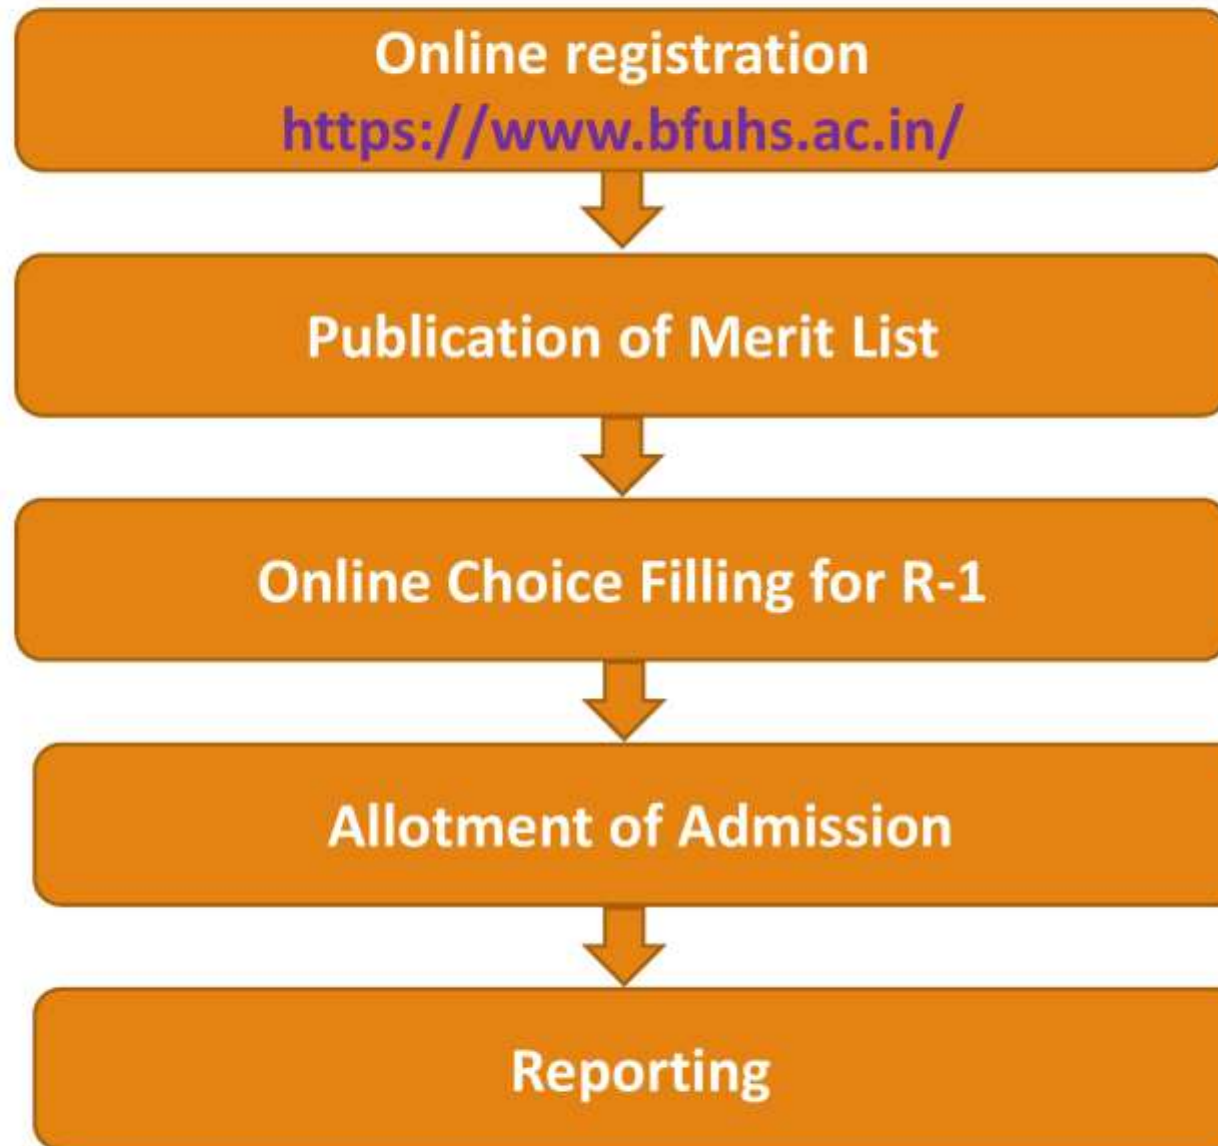 Online registration
https://www.bfuhs.ac.in/
Publication of Merit List
Online Choice Filling for R-1
Allotment of Admission
Reporting